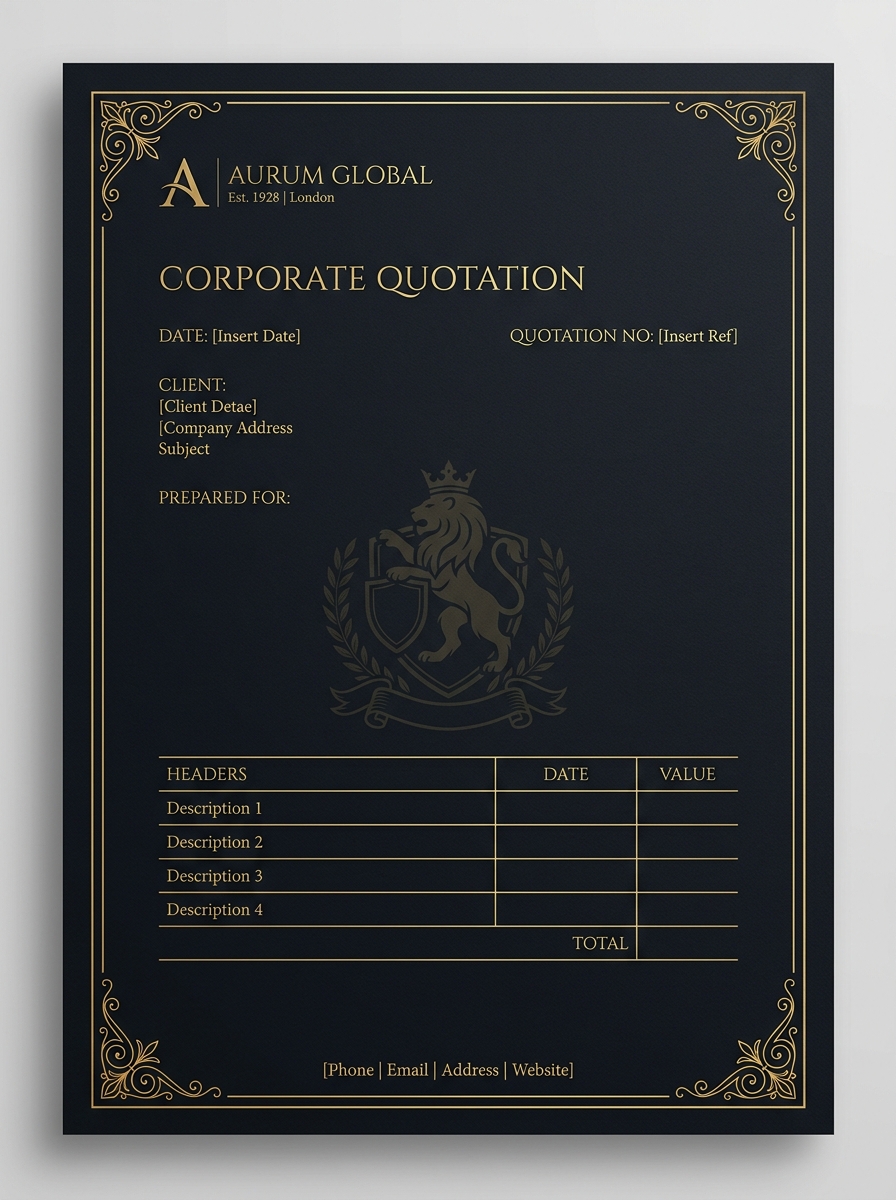 AURUM GLOBAL
Est. 1928 | London
CORPORATE QUOTATION
DATE: [Insert Date]
QUOTATION NO: [Insert Ref]
CLIENT:
[Client Detae]
[Company Address
Subject
PREPARED FOR:
HEADERS DATE VALUE
Description 1
Description 2
Description 3
Description 4
TOTAL
[Phone | Email | Address | Website]